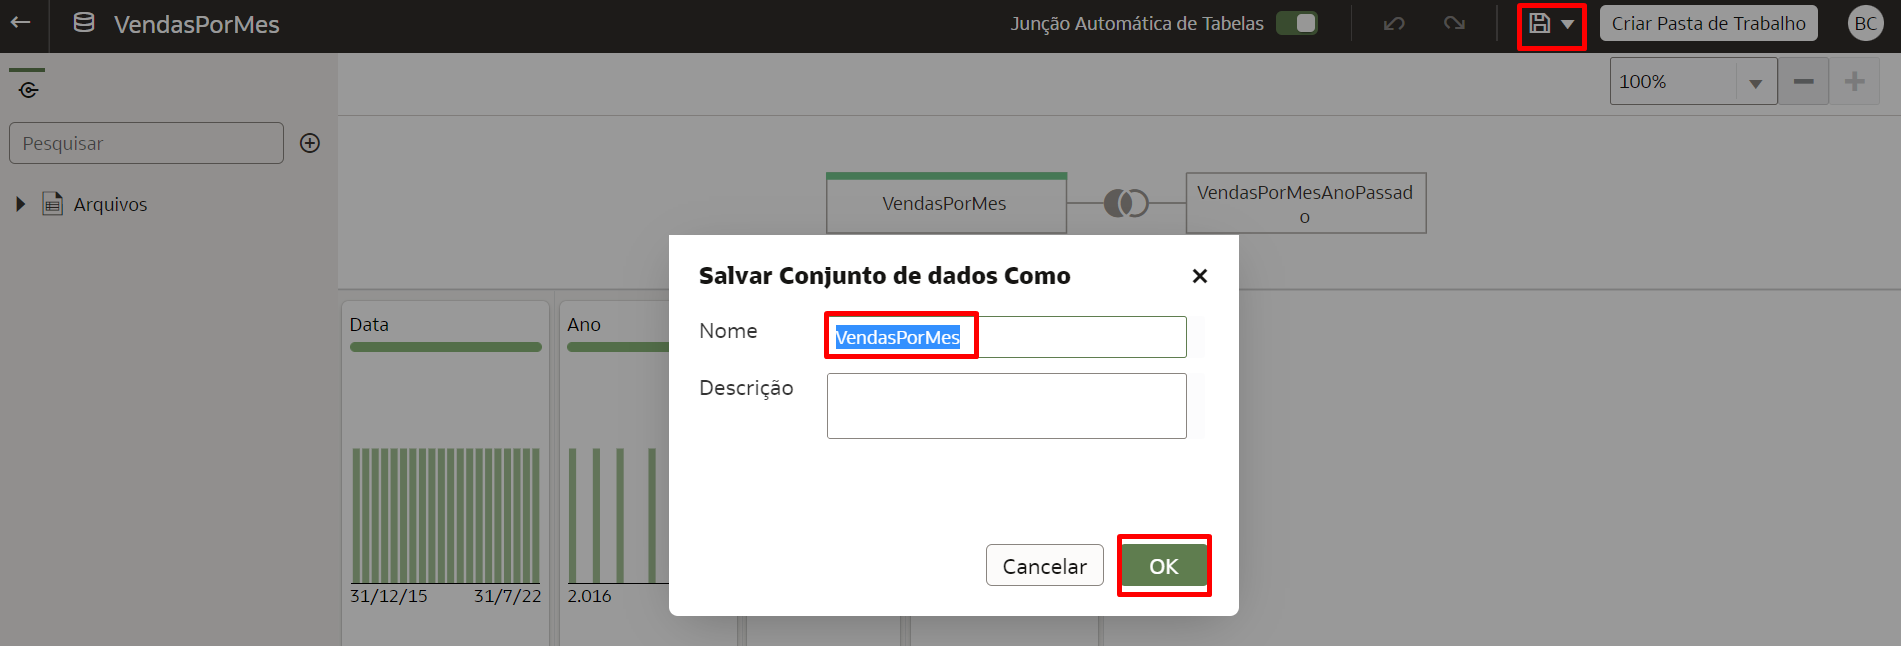 VendasPorMes
Junção Automática de Tabelas
Criar Pasta de Trabalho
BC
100%
Pesquisar
Arquivos
VendasPorMes
VendasPorMesAnoPassad
o
Salvar Conjunto de dados Como
Nome
VendasPorMes
Descrição
Cancelar
OK
Data
31/12/15
31/7/22
Ano
2.016